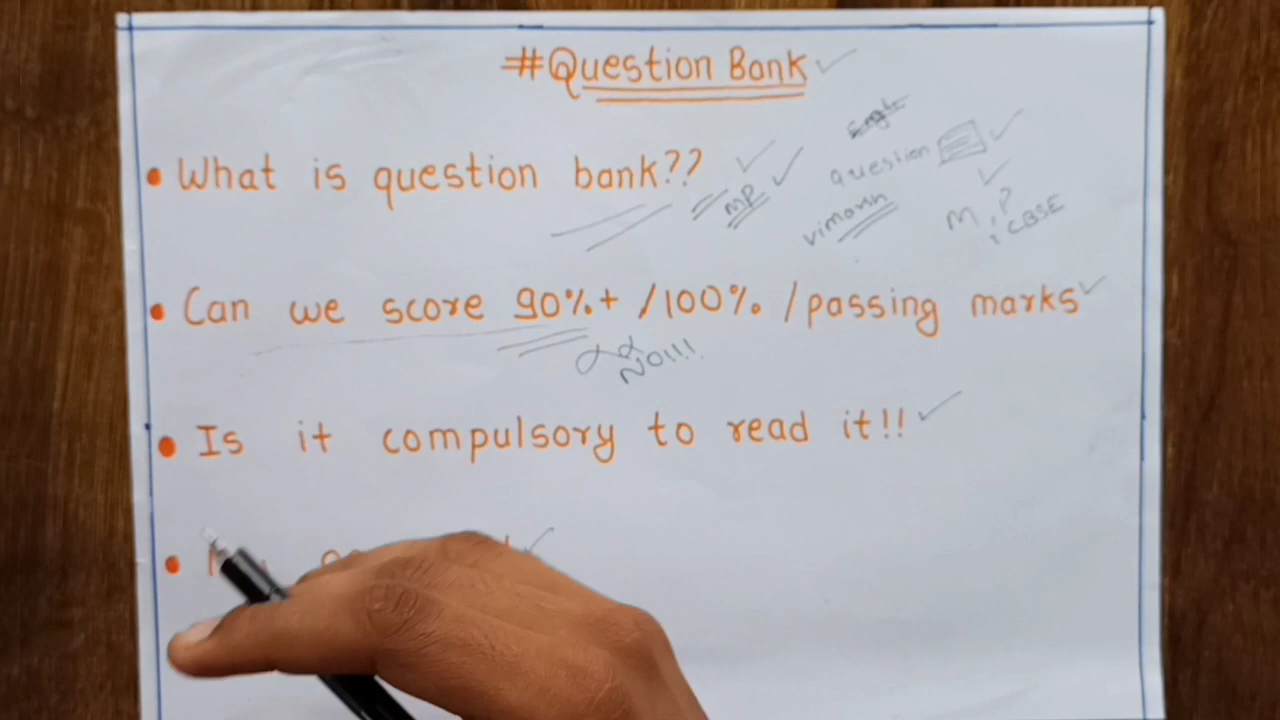 #Question Bank
• What is question bank??
MP
question
vimarsh
M.P
CBSE
• Can we score 90%+ /100% /passing marks
NO!!!
• Is it compulsory to read it!!
•